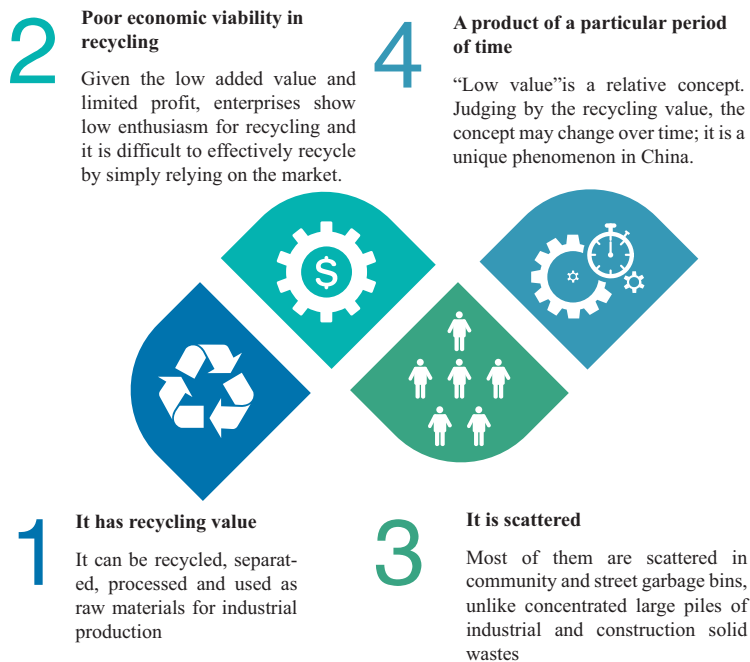 2
Poor economic viability in
recycling
Given the low added value and
limited profit, enterprises show
low enthusiasm for recycling and
it is difficult to effectively recycle
by simply relying on the market.
4
A product of a particular period
of time
“Low value”is a relative concept.
Judging by the recycling value, the
concept may change over time; it is a
unique phenomenon in China.
$
1
It has recycling value
It can be recycled, separat-
ed, processed and used as
raw materials for industrial
production
3
It is scattered
Most of them are scattered in
community and street garbage bins,
unlike concentrated large piles of
industrial and construction solid
wastes